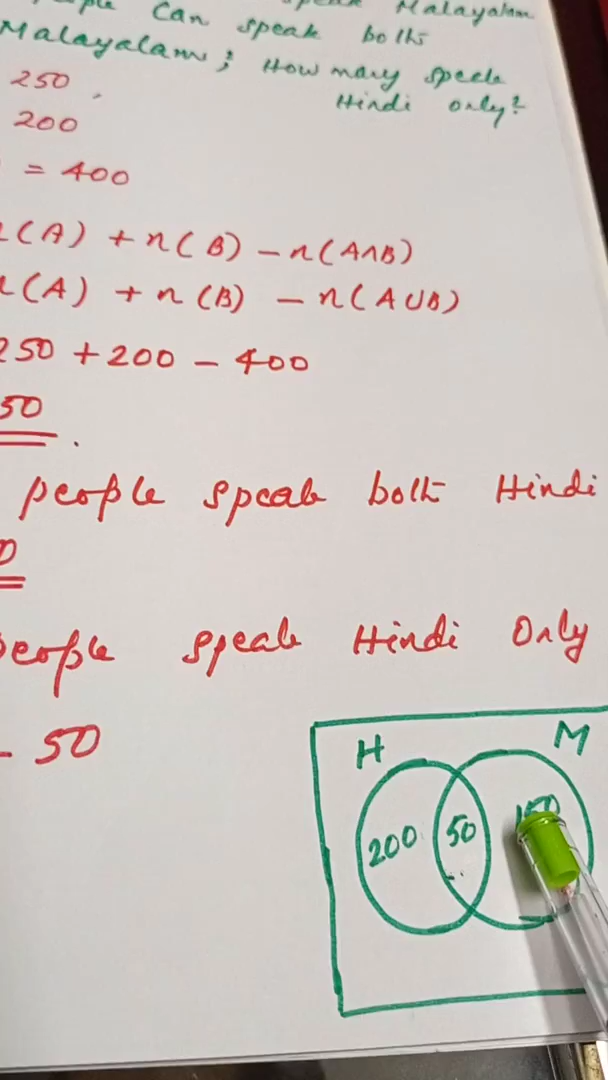 can speak both
Malayalam; How many speak
Hindi only?
250
200
= 400
(A) + n(B) - n(A∩B)
(A) + n(B) - n(A∪B)
250 + 200 - 400
50
people speak both Hindi
people speak Hindi Only
- 50
H M
200 50